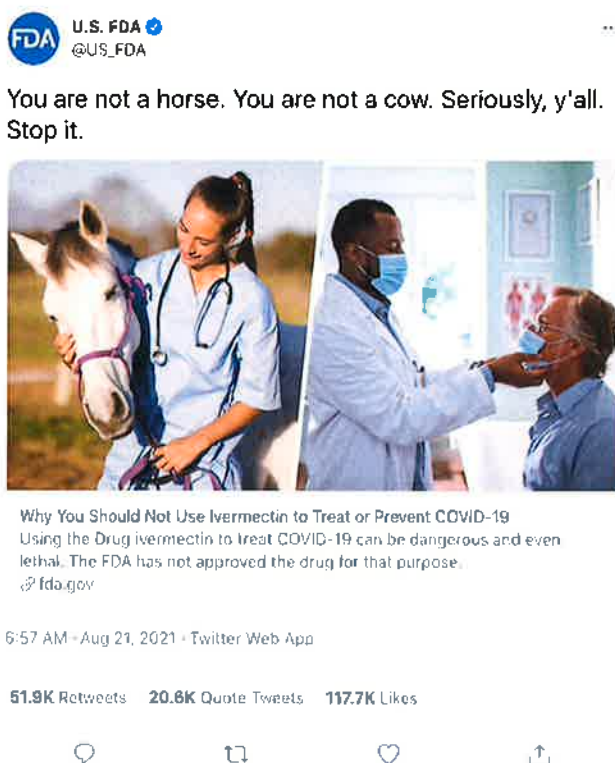 FDA
U.S. FDA
@US_FDA
You are not a horse. You are not a cow. Seriously, y'all.
Stop it.
Why You Should Not Use Ivermectin to Treat or Prevent COVID-19
Using the Drug ivermectin to treat COVID-19 can be dangerous and even
lethal. The FDA has not approved the drug for that purpose.
fda.gov
6:57 AM · Aug 21, 2021 · Twitter Web App
51.9K Retweets 20.6K Quote Tweets 117.7K Likes